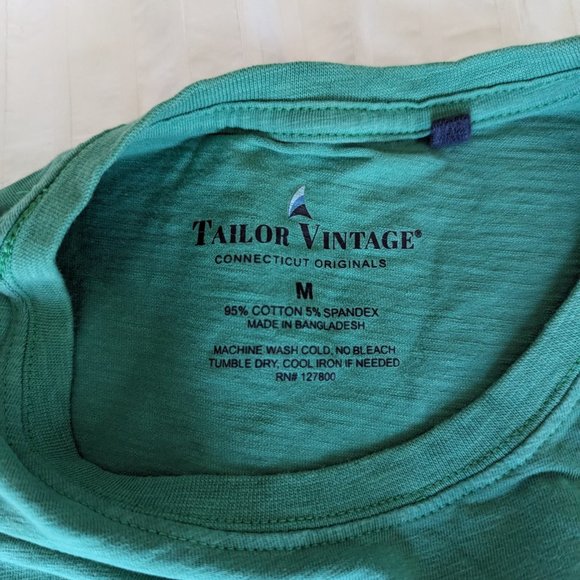 TAILOR VINTAGE®
CONNECTICUT ORIGINALS
M
95% COTTON 5% SPANDEX
MADE IN BANGLADESH
MACHINE WASH COLD, NO BLEACH
TUMBLE DRY, COOL IRON IF NEEDED
RN# 127800